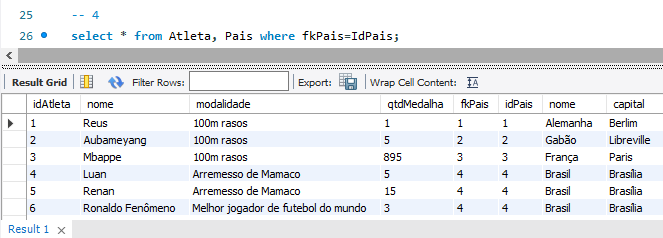 25 -- 4
26 select * from Atleta, Pais where fkPais=IdPais;
Result Grid Filter Rows: Export: Wrap Cell Content: IA
idAtleta nome modalidade qtdMedalha fkPais idPais nome capital
1 Reus 100m rasos 1 1 1 Alemanha Berlim
2 Aubameyang 100m rasos 5 2 2 Gabão Libreville
3 Mbappe 100m rasos 895 3 3 França Paris
4 Luan Arremesso de Mamaco 5 4 4 Brasil Brasília
5 Renan Arremesso de Mamaco 15 4 4 Brasil Brasília
6 Ronaldo Fenômeno Melhor jogador de futebol do mundo 3 4 4 Brasil Brasília
Result 1 ×